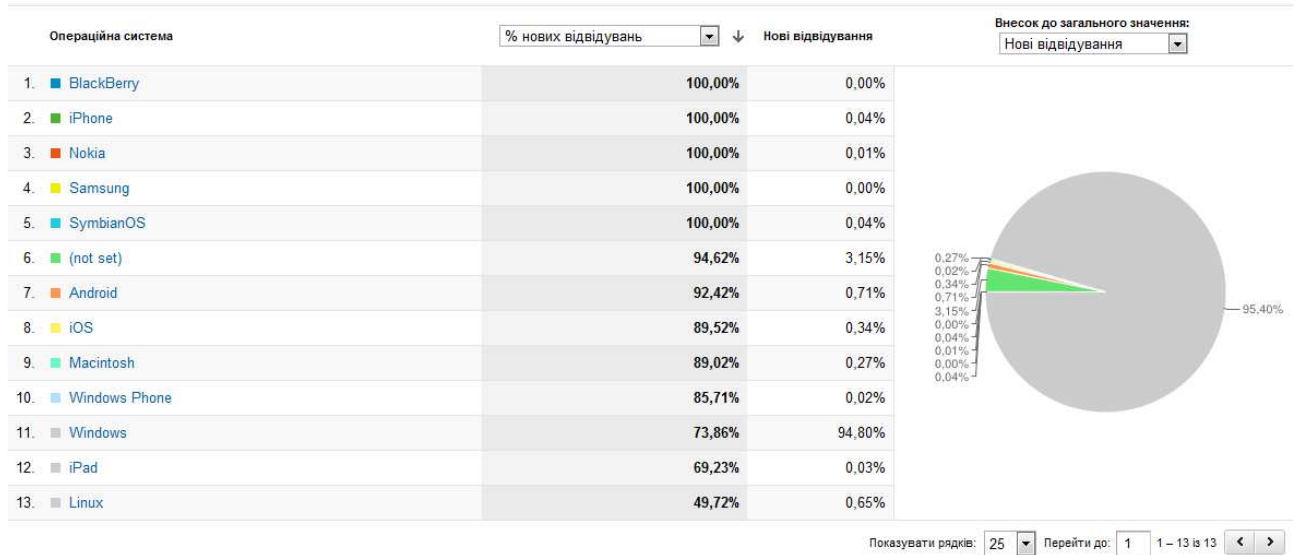 Внесок до загального значення:
Операційна система % нових відвідувань Нові відвідування Нові відвідування
1. BlackBerry 100,00% 0,00%
2. iPhone 100,00% 0,04%
3. Nokia 100,00% 0,01%
4. Samsung 100,00% 0,00%
5. SymbianOS 100,00% 0,04%
6. (not set) 94,62% 3,15%
7. Android 92,42% 0,71%
8. iOS 89,52% 0,34%
9. Macintosh 89,02% 0,27%
10. Windows Phone 85,71% 0,02%
11. Windows 73,86% 94,80%
12. iPad 69,23% 0,03%
13. Linux 49,72% 0,65%
0,27%
0,02%
0,34%
0,71%
3,15%
0,00%
0,04%
0,01%
0,00%
0,04%
95,40%
Показувати рядків: 25 Перейти до: 1 1 – 13 із 13